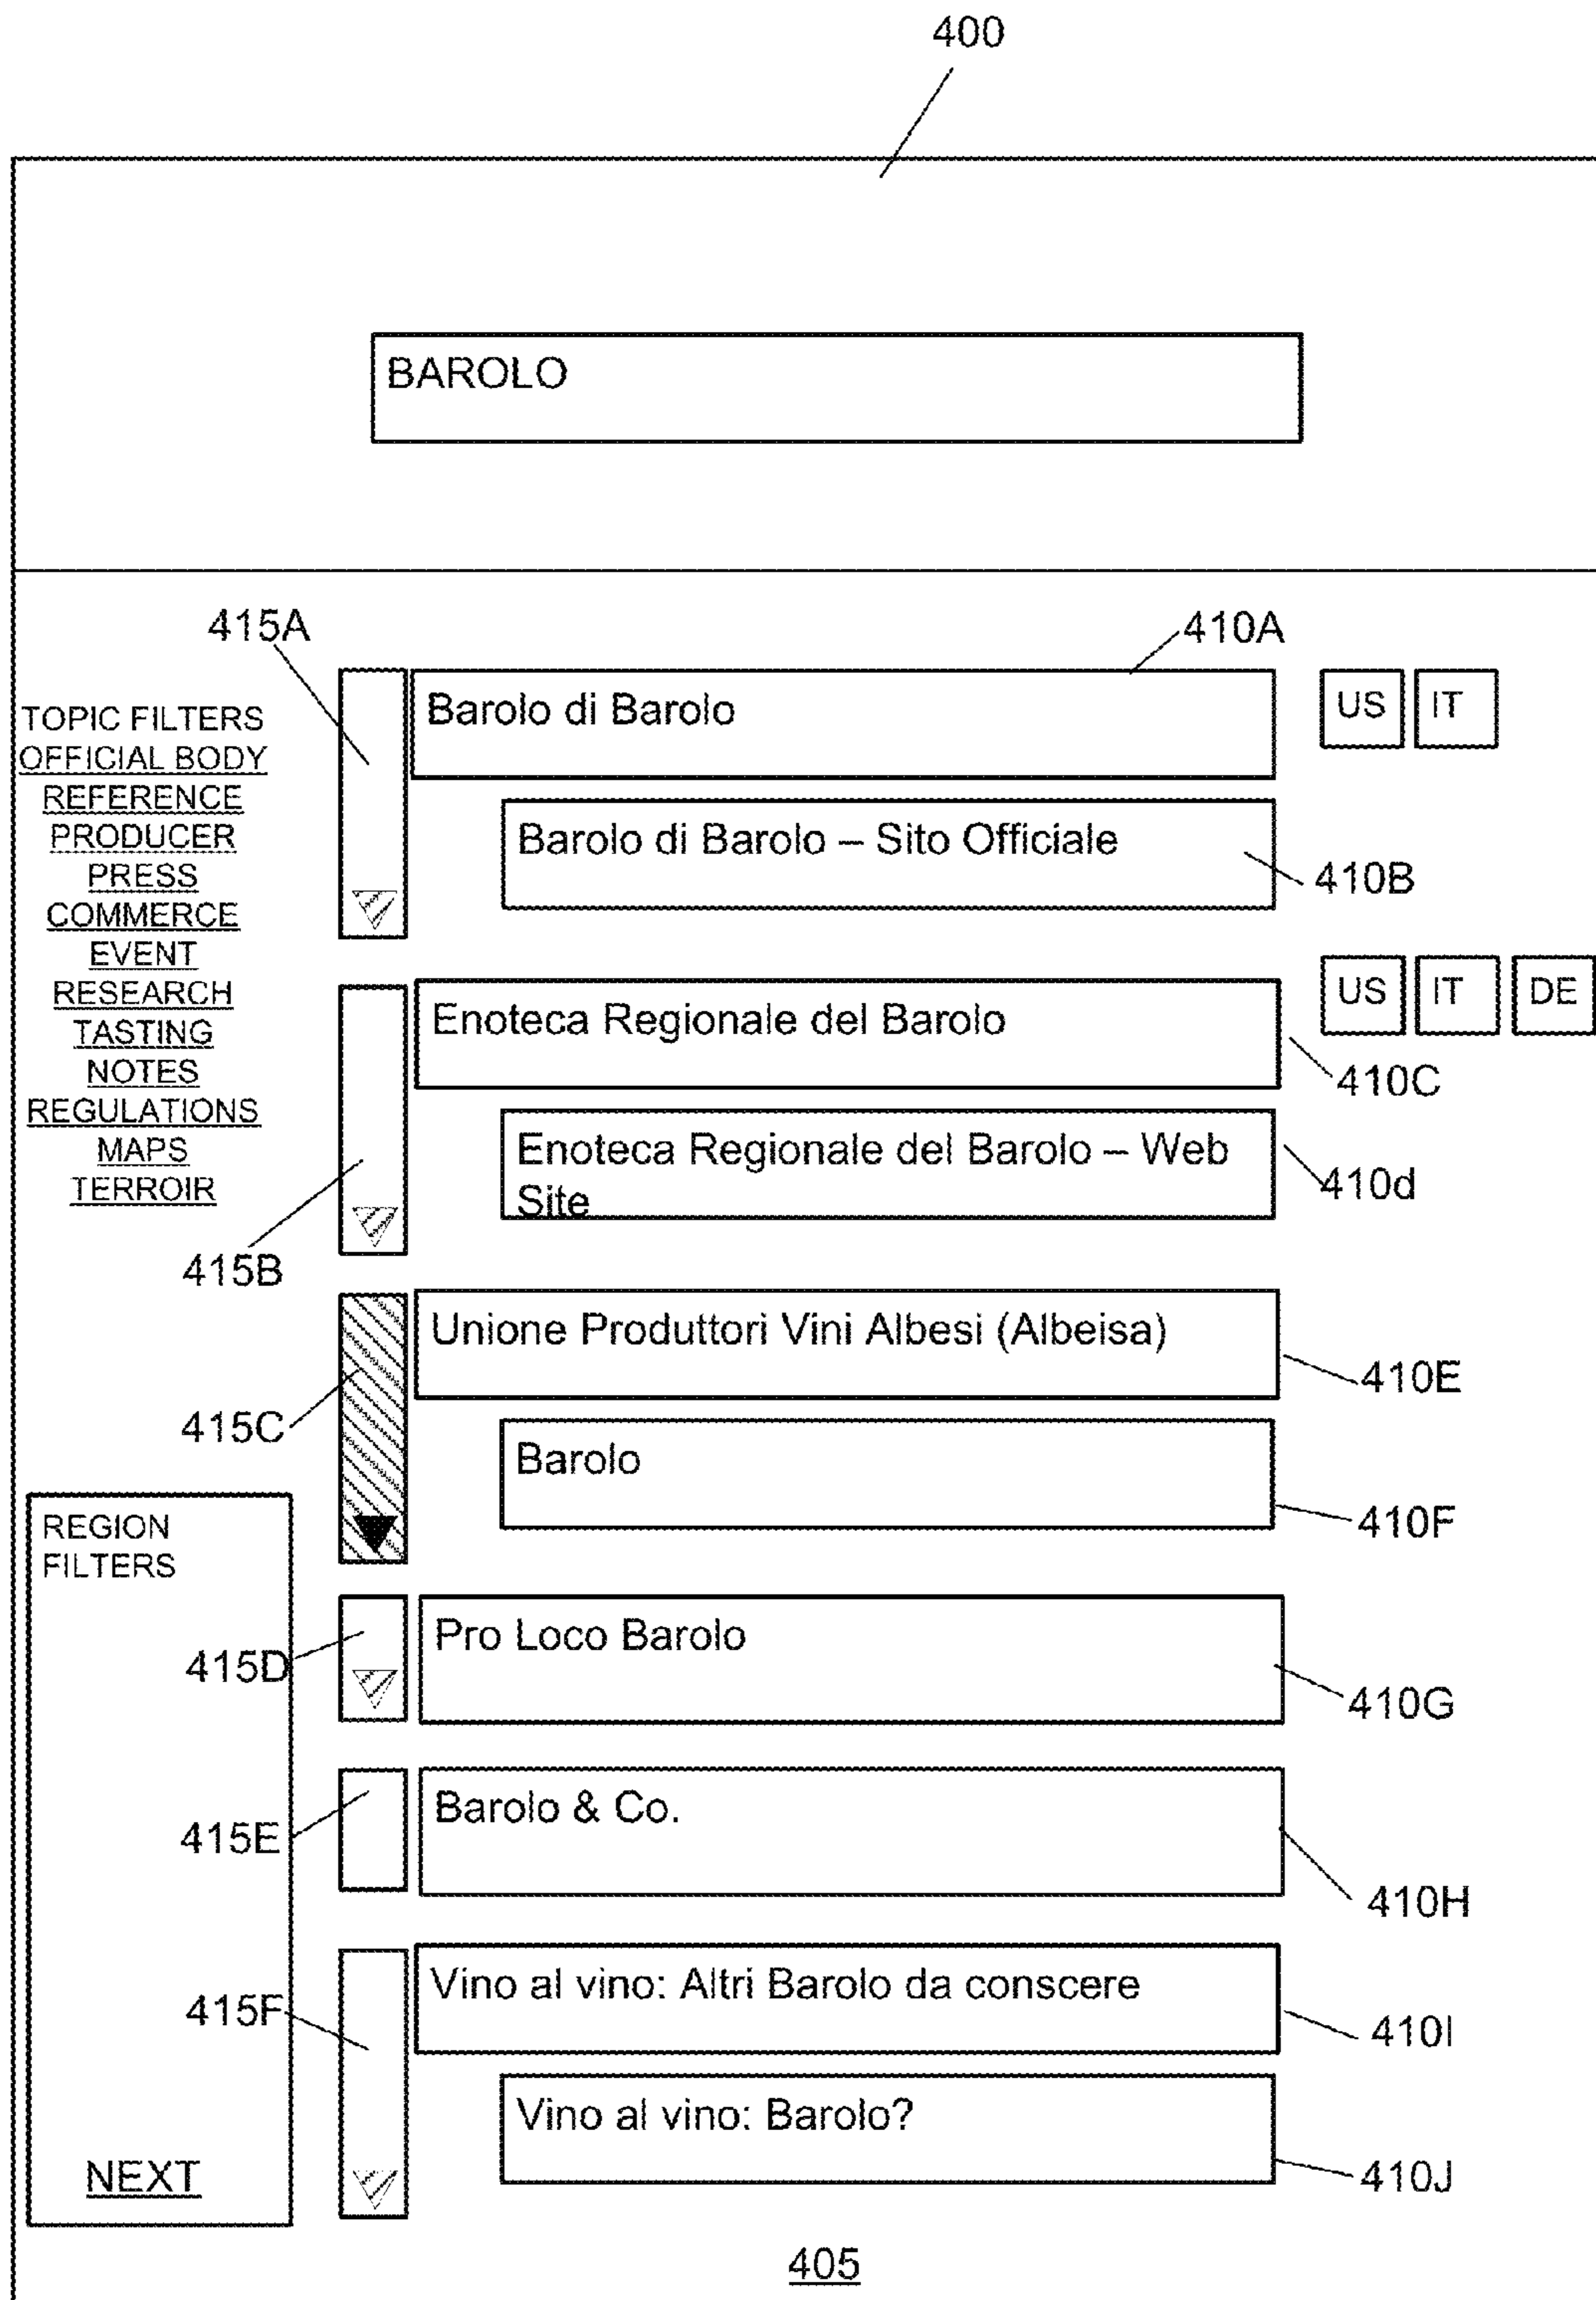 400
BAROLO
415A
410A
Barolo di Barolo
US
IT
TOPIC FILTERS
OFFICIAL BODY
REFERENCE
PRODUCER
PRESS
COMMERCE
EVENT
RESEARCH
TASTING
NOTES
REGULATIONS
MAPS
TERROIR
Barolo di Barolo – Sito Officiale
410B
US
IT
DE
Enoteca Regionale del Barolo
410C
Enoteca Regionale del Barolo – Web
Site
410d
415B
Unione Produttori Vini Albesi (Albeisa)
410E
415C
Barolo
410F
REGION
FILTERS
415D
Pro Loco Barolo
410G
415E
Barolo & Co.
410H
415F
Vino al vino: Altri Barolo da conscere
410I
Vino al vino: Barolo?
410J
NEXT
405